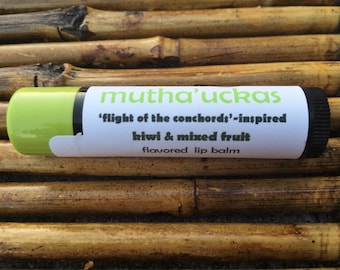 mutha'uckas
'flight of the conchords'-inspired
kiwi & mixed fruit
flavored lip balm